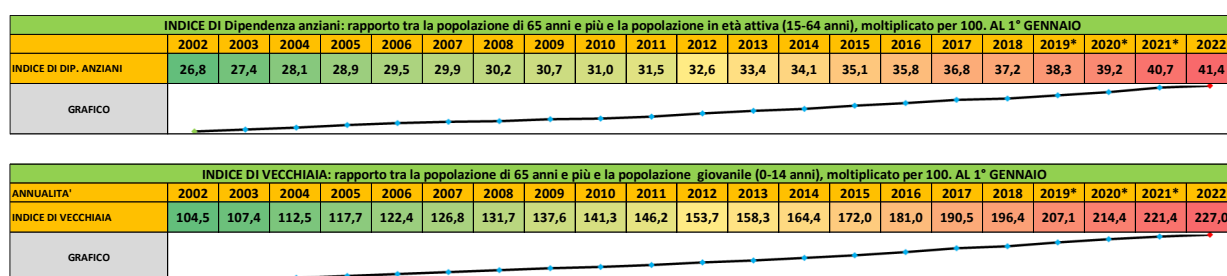 INDICE DI Dipendenza anziani: rapporto tra la popolazione di 65 anni e più e la popolazione in età attiva (15-64 anni), moltiplicato per 100. AL 1° GENNAIO
2002 2003 2004 2005 2006 2007 2008 2009 2010 2011 2012 2013 2014 2015 2016 2017 2018 2019* 2020* 2021* 2022
INDICE DI DIP. ANZIANI 26,8 27,4 28,1 28,9 29,5 29,9 30,2 30,7 31,0 31,5 32,6 33,4 34,1 35,1 35,8 36,8 37,2 38,3 39,2 40,7 41,4
GRAFICO
INDICE DI VECCHIAIA: rapporto tra la popolazione di 65 anni e più e la popolazione giovanile (0-14 anni), moltiplicato per 100. AL 1° GENNAIO
ANNUALITA' 2002 2003 2004 2005 2006 2007 2008 2009 2010 2011 2012 2013 2014 2015 2016 2017 2018 2019* 2020* 2021* 2022
INDICE DI VECCHIAIA 104,5 107,4 112,5 117,7 122,4 126,8 131,7 137,6 141,3 146,2 153,7 158,3 164,4 172,0 181,0 190,5 196,4 207,1 214,4 221,4 227,0
GRAFICO